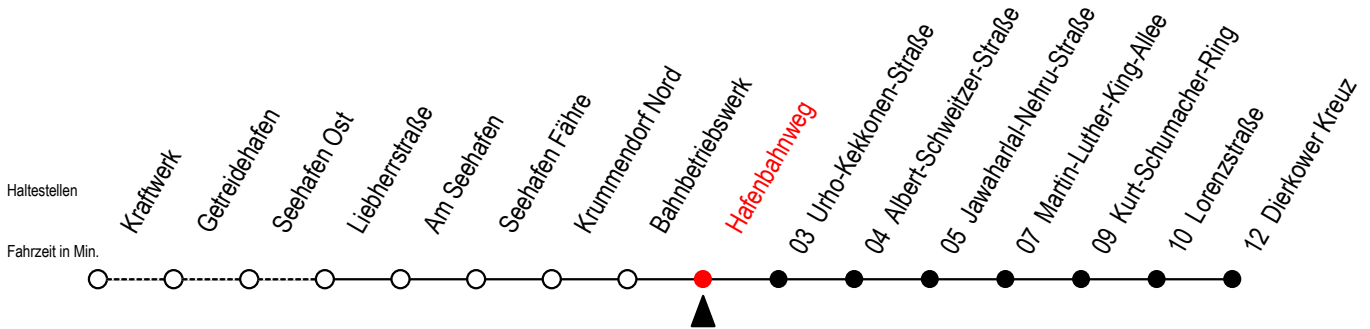 Haltestellen
Fahrzeit in Min.
Kraftwerk
Getreidehafen
Seehafen Ost
Liebherrstraße
Am Seehafen
Seehafen Fähre
Krummendorf Nord
Bahnbetriebswerk
Hafenbahnweg
03 Urho-Kekkonen-Straße
04 Albert-Schweitzer-Straße
05 Jawaharlal-Nehru-Straße
07 Martin-Luther-King-Allee
09 Kurt-Schumacher-Ring
10 Lorenzstraße
12 Dierkower Kreuz